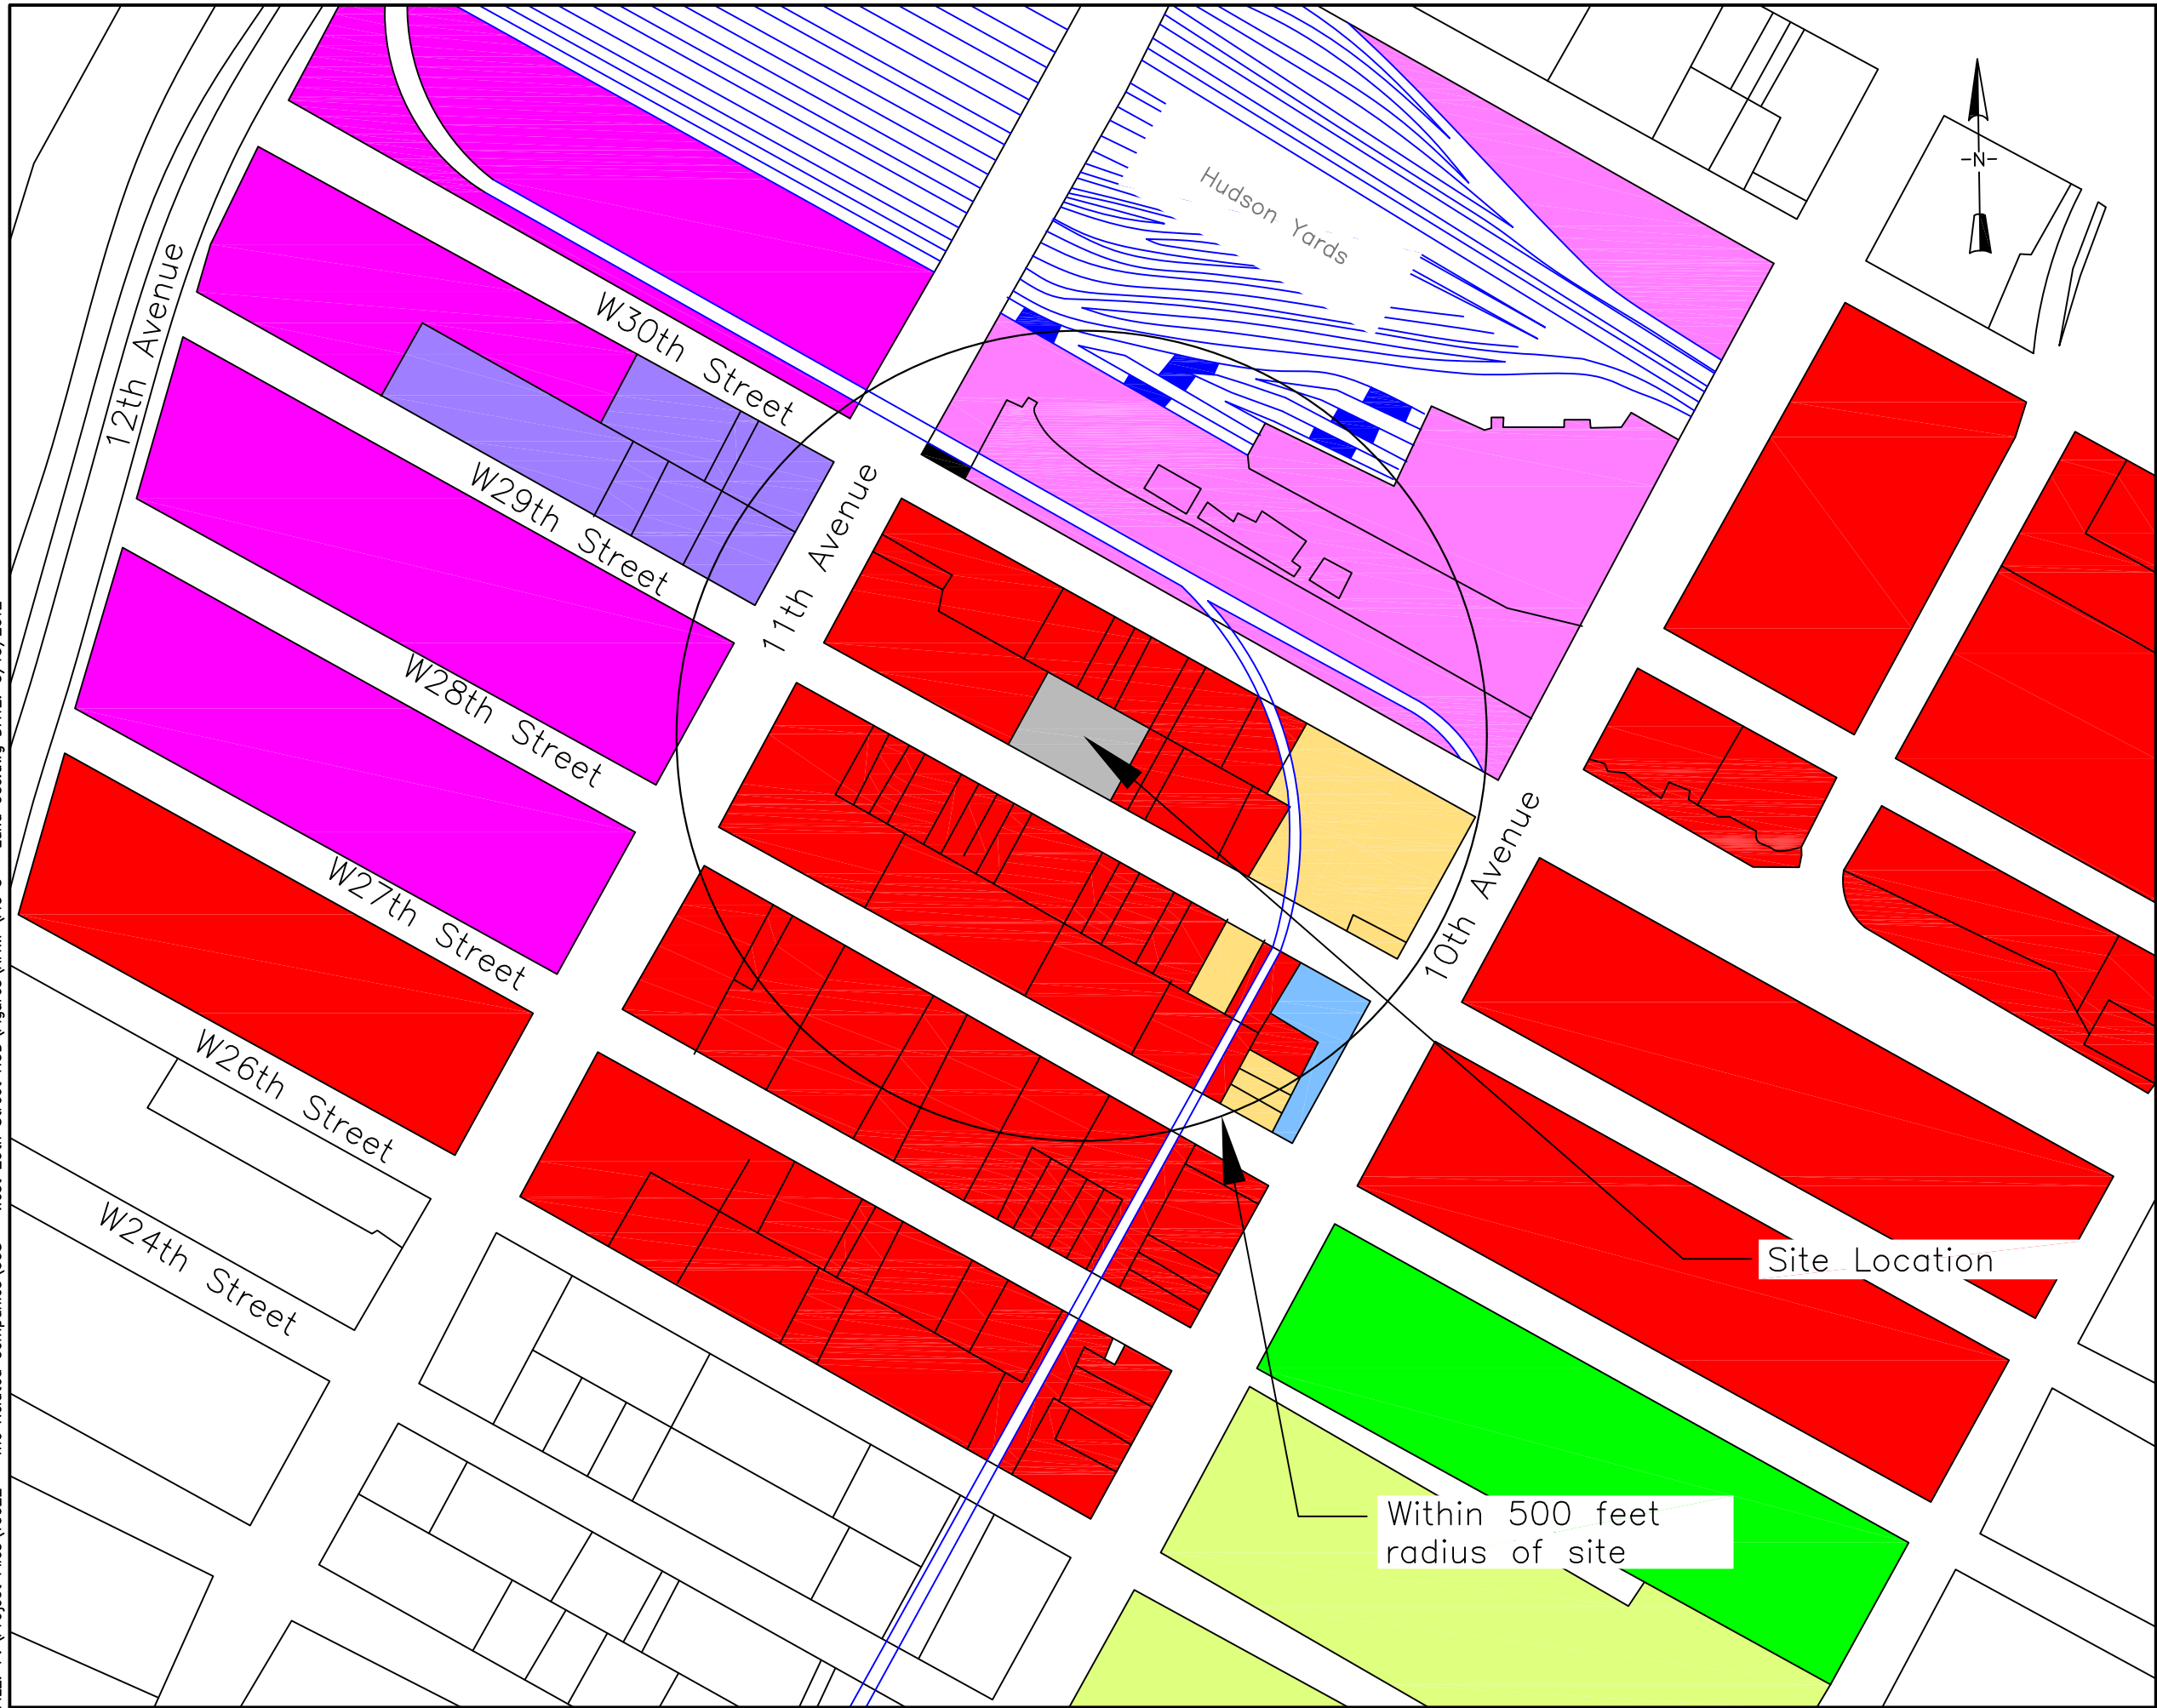 -N-
Hudson Yards
12th Avenue
W30th Street
W29th Street
11th Avenue
W28th Street
W27th Street
10th Avenue
W26th Street
W24th Street
Site Location
Within 500 feet
radius of site